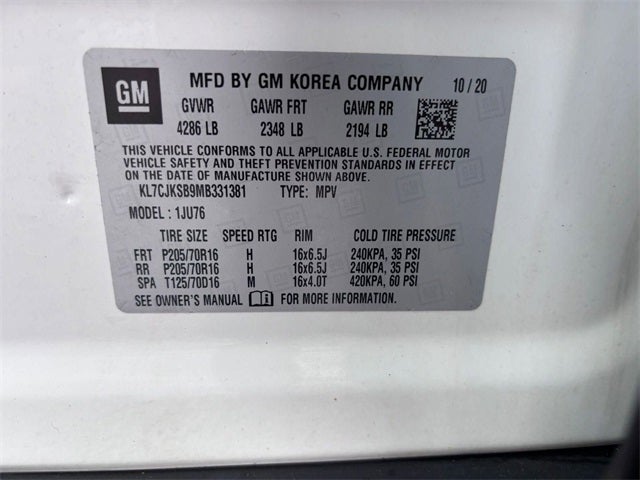 GM MFD BY GM KOREA COMPANY 10/20
GVWR GAWR FRT GAWR RR
4286 LB 2348 LB 2194 LB
THIS VEHICLE CONFORMS TO ALL APPLICABLE U.S. FEDERAL MOTOR
VEHICLE SAFETY AND THEFT PREVENTION STANDARDS IN EFFECT
ON THE DATE OF MANUFACTURE SHOWN ABOVE.
KL7CJKSB9MB331381 TYPE: MPV
MODEL: 1JU76
TIRE SIZE SPEED RTG RIM COLD TIRE PRESSURE
FRT P205/70R16 H 16x6.5J 240KPA, 35 PSI
RR P205/70R16 H 16x6.5J 240KPA, 35 PSI
SPA T125/70D16 M 16x4.0T 420KPA, 60 PSI
SEE OWNER'S MANUAL FOR MORE INFORMATION.